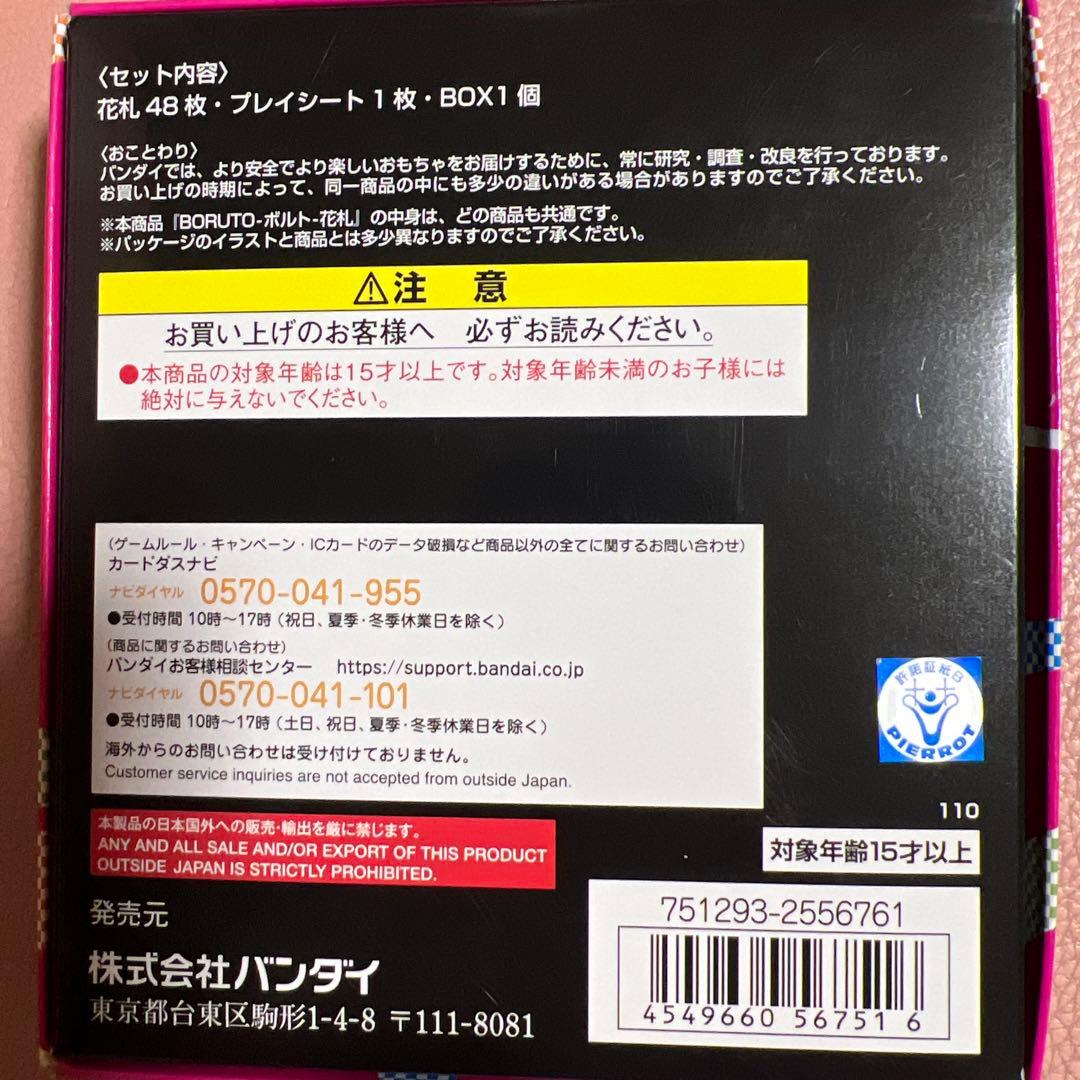 〈セット内容〉
花札48枚・プレイシート1枚・BOX1個
〈おことわり〉
バンダイでは、より安全でより楽しいおもちゃをお届けするために、常に研究・調査・改良を行っております。
お買い上げの時期によって、同一商品の中にも多少の違いがある場合がありますのでご了承ください。
※本商品『BORUTO-ボルト-花札』の中身は、どの商品も共通です。
※パッケージのイラストと商品とは多少異なりますのでご了承ください。
⚠注 意
お買い上げのお客様へ 必ずお読みください。
●本商品の対象年齢は15才以上です。対象年齢未満のお子様には
絶対に与えないでください。
(ゲームルール・キャンペーン・ICカードのデータ破損など商品以外の全てに関するお問い合わせ)
カードダスナビ
ナビダイヤル 0570-041-955
●受付時間 10時〜17時(祝日、夏季・冬季休業日を除く)
(商品に関するお問い合わせ)
バンダイお客様相談センター https://support.bandai.co.jp
ナビダイヤル 0570-041-101
●受付時間 10時〜17時(土日、祝日、夏季・冬季休業日を除く)
海外からのお問い合わせは受け付けておりません。
Customer service inquiries are not accepted from outside Japan.
許諾証紙B
PIERROT
110
本製品の日本国外への販売・輸出を厳に禁じます。
ANY AND ALL SALE AND/OR EXPORT OF THIS PRODUCT
OUTSIDE JAPAN IS STRICTLY PROHIBITED.
対象年齢15才以上
発売元
株式会社バンダイ
東京都台東区駒形1-4-8 〒111-8081
751293-2556761
4549660 567516